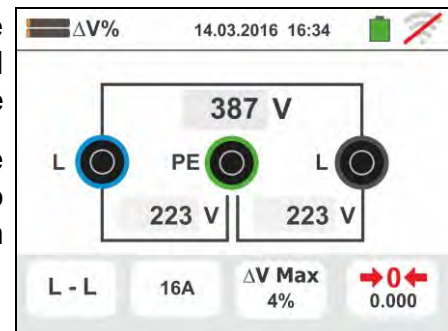 ΔV% 14.03.2016 16:34
387 V
L PE L
223 V 223 V
L - L 16A ΔV Max 4% →0← 0.000